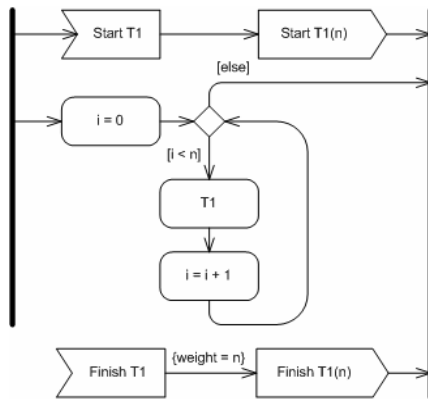 Start T1
Start T1(n)
[else]
i = 0
[i < n]
T1
i = i + 1
Finish T1
{weight = n}
Finish T1(n)